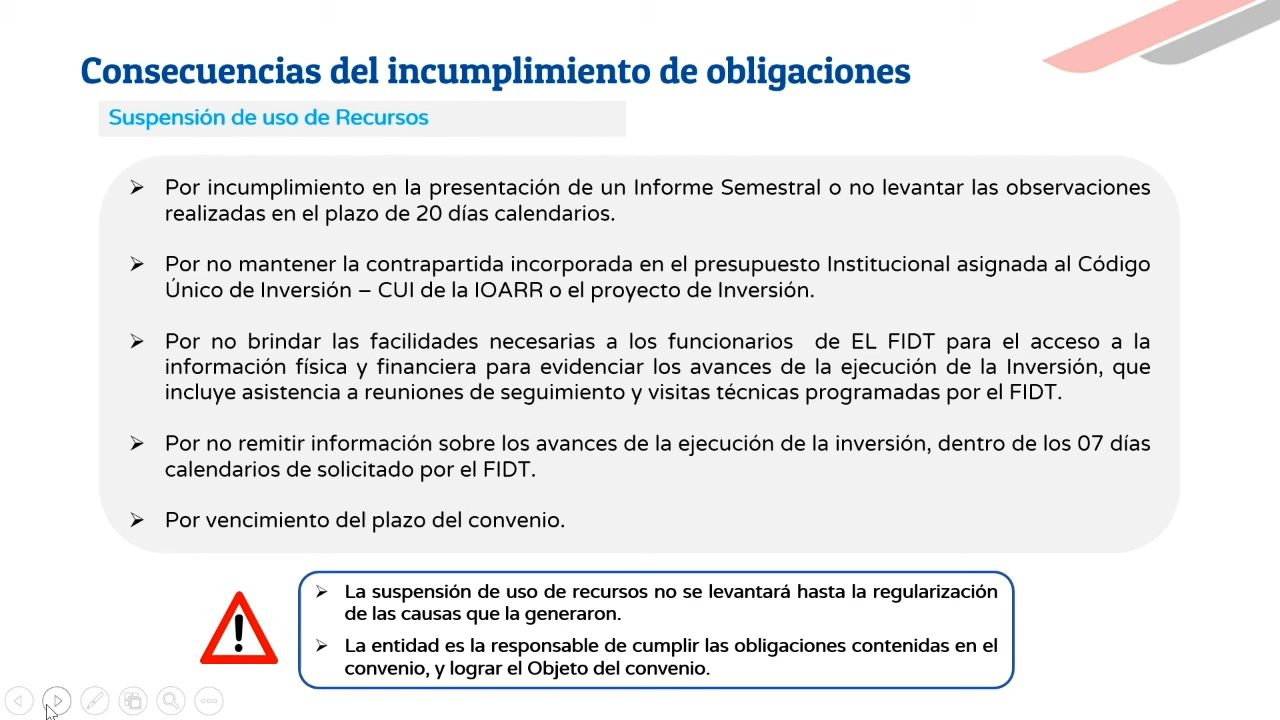 Consecuencias del incumplimiento de obligaciones
Suspensión de uso de Recursos
➢ Por incumplimiento en la presentación de un Informe Semestral o no levantar las observaciones
realizadas en el plazo de 20 días calendarios.
➢ Por no mantener la contrapartida incorporada en el presupuesto Institucional asignada al Código
Único de Inversión – CUI de la IOARR o el proyecto de Inversión.
➢ Por no brindar las facilidades necesarias a los funcionarios de EL FIDT para el acceso a la
información física y financiera para evidenciar los avances de la ejecución de la Inversión, que
incluye asistencia a reuniones de seguimiento y visitas técnicas programadas por el FIDT.
➢ Por no remitir información sobre los avances de la ejecución de la inversión, dentro de los 07 días
calendarios de solicitado por el FIDT.
➢ Por vencimiento del plazo del convenio.
➢ La suspensión de uso de recursos no se levantará hasta la regularización
de las causas que la generaron.
➢ La entidad es la responsable de cumplir las obligaciones contenidas en el
convenio, y lograr el Objeto del convenio.